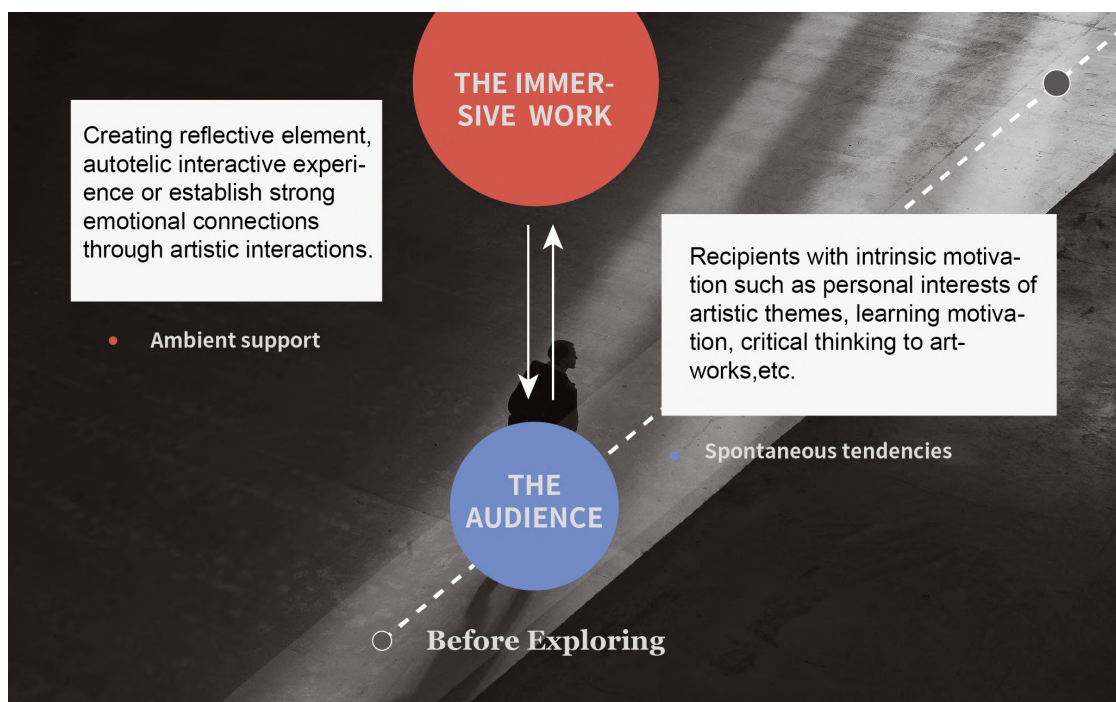 THE IMMER-
SIVE WORK
Creating reflective element,
autotelic interactive experi-
ence or establish strong
emotional connections
through artistic interactions.
Ambient support
Recipients with intrinsic motiva-
tion such as personal interests of
artistic themes, learning motiva-
tion, critical thinking to art-
works,etc.
Spontaneous tendencies
THE
AUDIENCE
Before Exploring